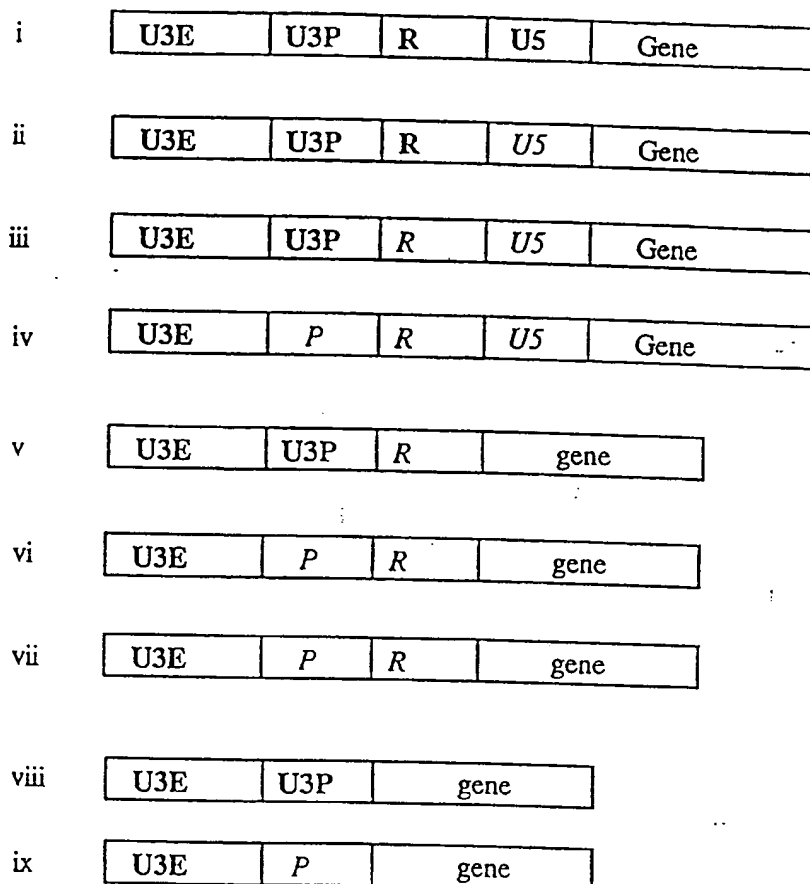 i U3E U3P R U5 Gene
ii U3E U3P R U5 Gene
iii U3E U3P R U5 Gene
iv U3E P R U5 Gene
v U3E U3P R gene
vi U3E P R gene
vii U3E P R gene
viii U3E U3P gene
ix U3E P gene